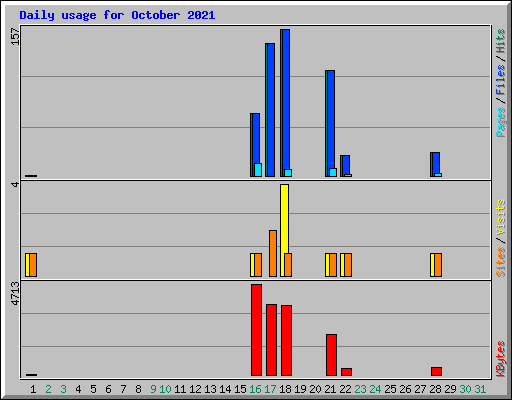 Daily usage for October 2021
157
4
4713
Pages / Files / Hits
Sites / Visits
KBytes
1 2 3 4 5 6 7 8 9 10 11 12 13 14 15 16 17 18 19 20 21 22 23 24 25 26 27 28 29 30 31